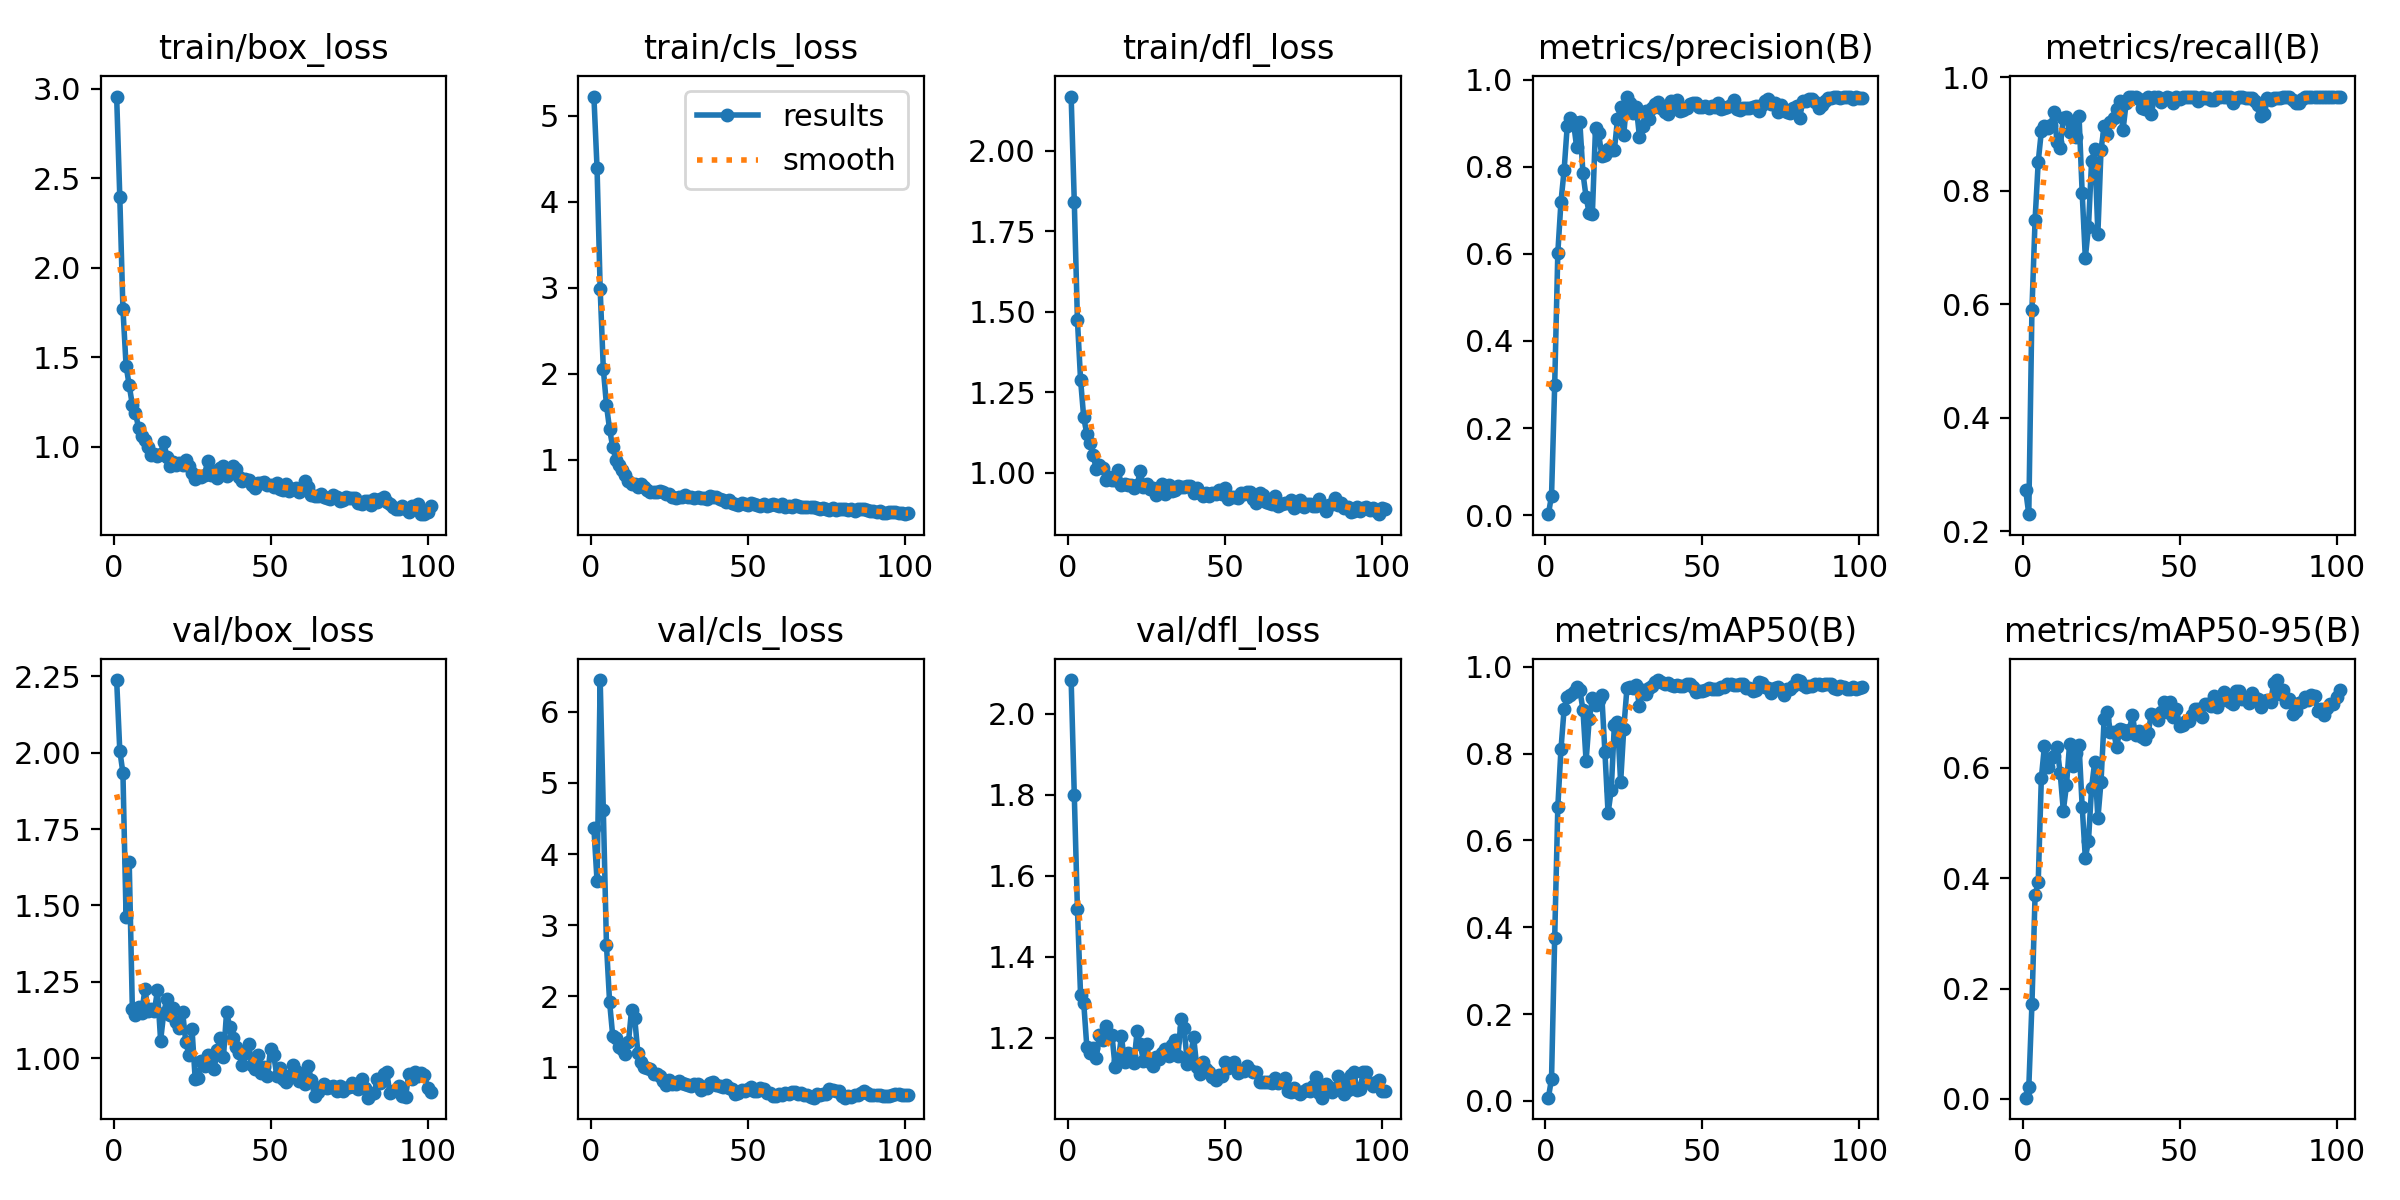 train/box_loss
3.0
2.5
2.0
1.5
1.0
0 50 100
train/cls_loss
results
smooth
5
4
3
2
1
0 50 100
train/dfl_loss
2.00
1.75
1.50
1.25
1.00
0 50 100
metrics/precision(B)
1.0
0.8
0.6
0.4
0.2
0.0
0 50 100
metrics/recall(B)
1.0
0.8
0.6
0.4
0.2
0 50 100
val/box_loss
2.25
2.00
1.75
1.50
1.25
1.00
0 50 100
val/cls_loss
6
5
4
3
2
1
0 50 100
val/dfl_loss
2.0
1.8
1.6
1.4
1.2
0 50 100
metrics/mAP50(B)
1.0
0.8
0.6
0.4
0.2
0.0
0 50 100
metrics/mAP50-95(B)
0.6
0.4
0.2
0.0
0 50 100